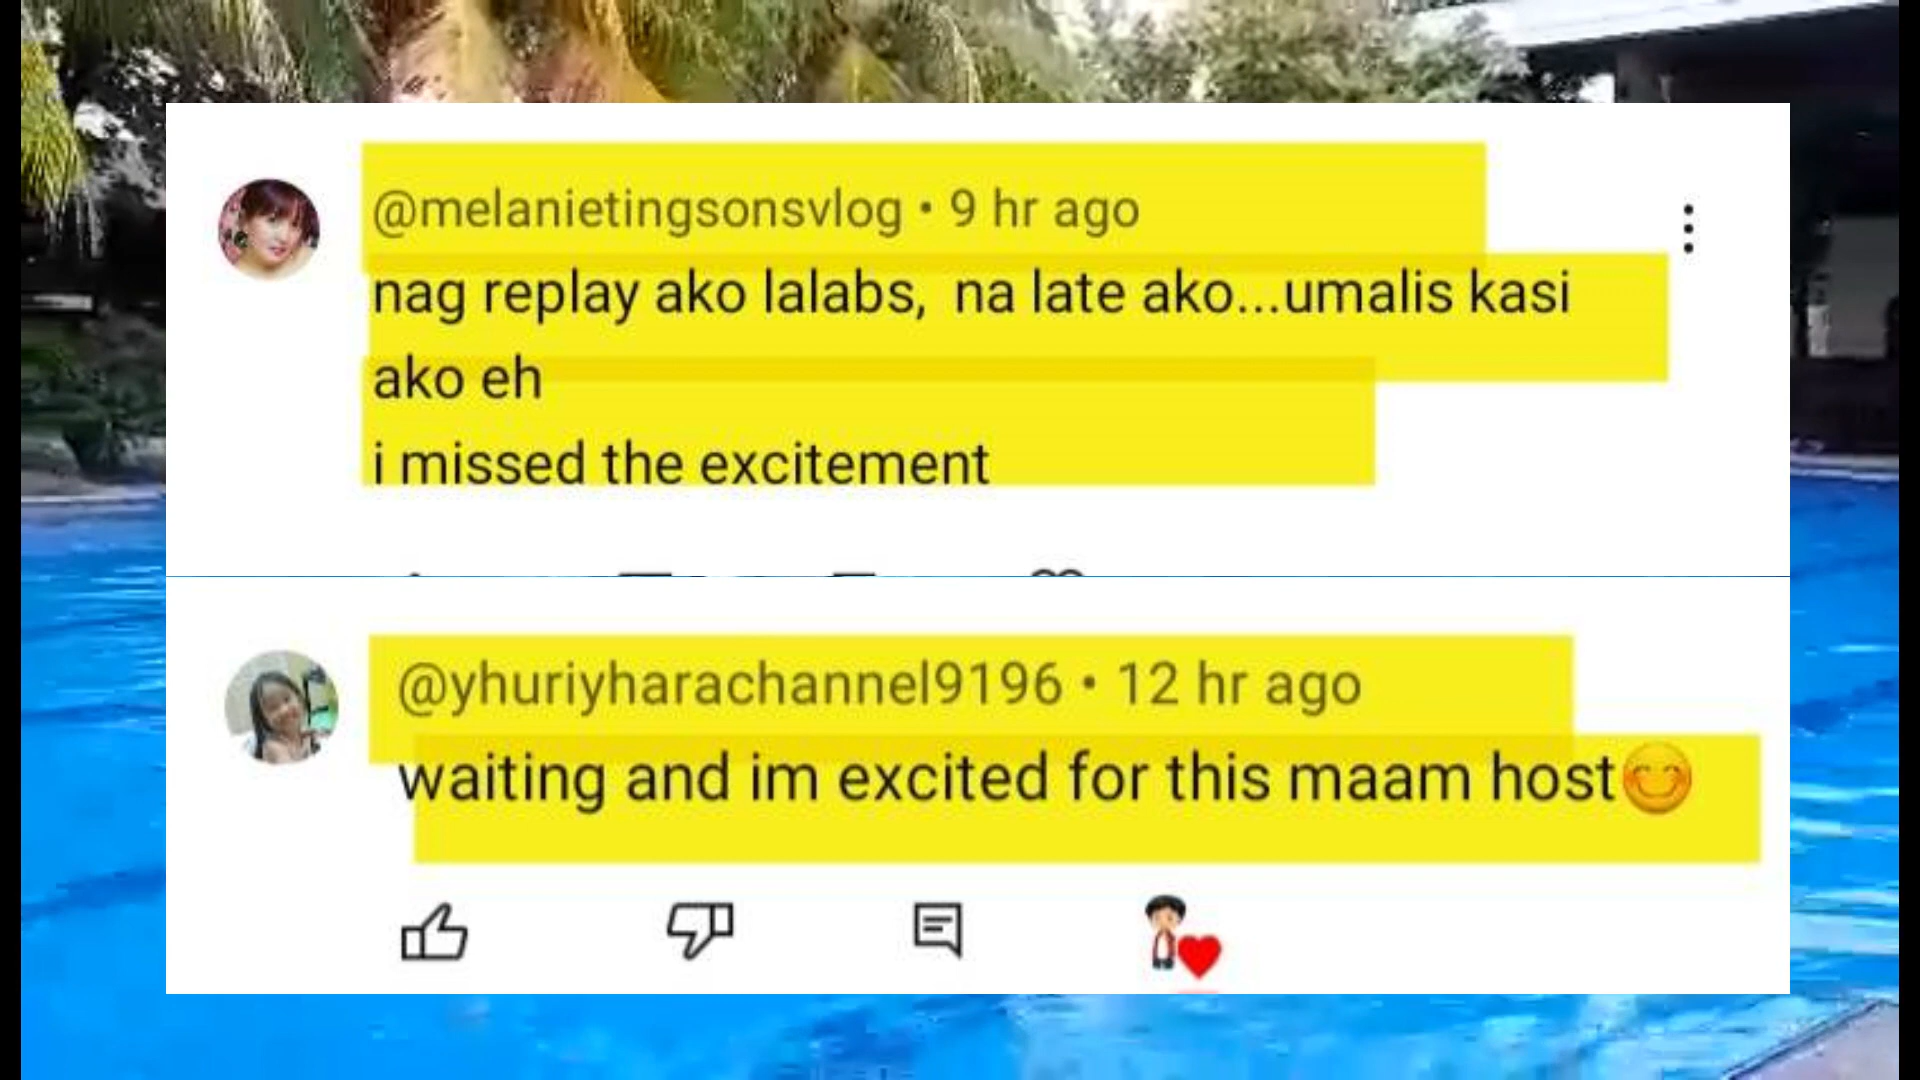 @melanietingsonsvlog • 9 hr ago
nag replay ako lalabs, na late ako...umalis kasi
ako eh
i missed the excitement
@yhuriyharachannel9196 • 12 hr ago
waiting and im excited for this maam host😊